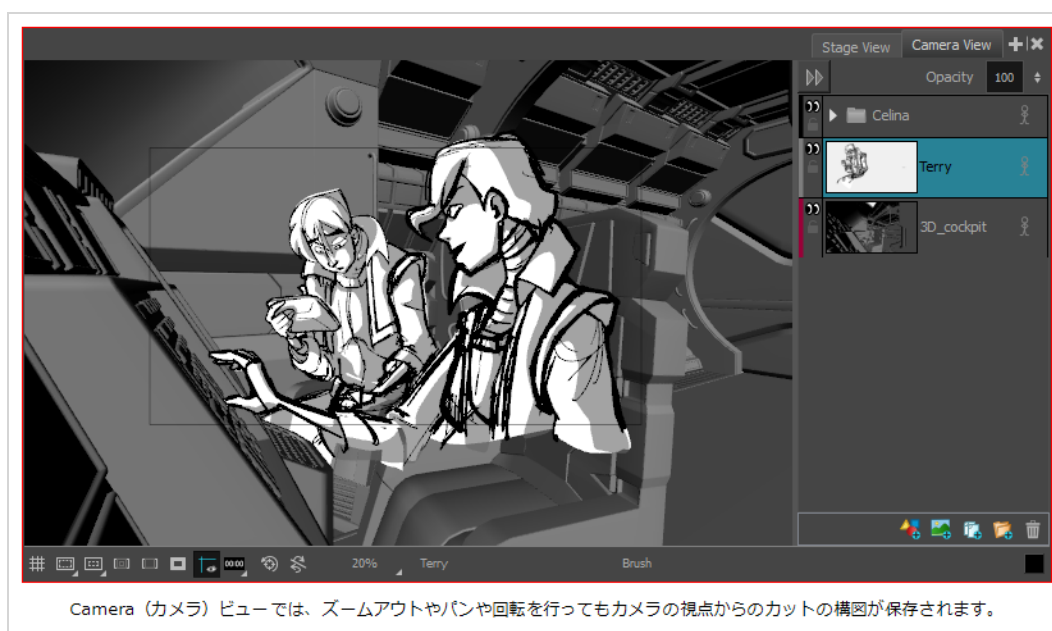 Stage View Camera View
Opacity 100
Celina
Terry
3D_cockpit
00:00 20% Terry Brush
Camera（カメラ）ビューでは、ズームアウトやパンや回転を行ってもカメラの視点からのカットの構図が保存されます。